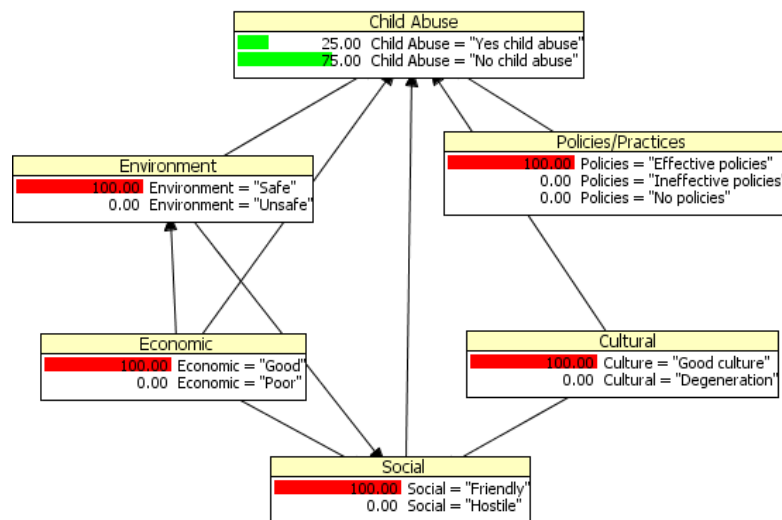 Child Abuse
25.00 Child Abuse = "Yes child abuse"
75.00 Child Abuse = "No child abuse"
Policies/Practices
100.00 Policies = "Effective policies"
0.00 Policies = "Ineffective policies"
0.00 Policies = "No policies"
Environment
100.00 Environment = "Safe"
0.00 Environment = "Unsafe"
Economic
100.00 Economic = "Good"
0.00 Economic = "Poor"
Cultural
100.00 Culture = "Good culture"
0.00 Cultural = "Degeneration"
Social
100.00 Social = "Friendly"
0.00 Social = "Hostile"